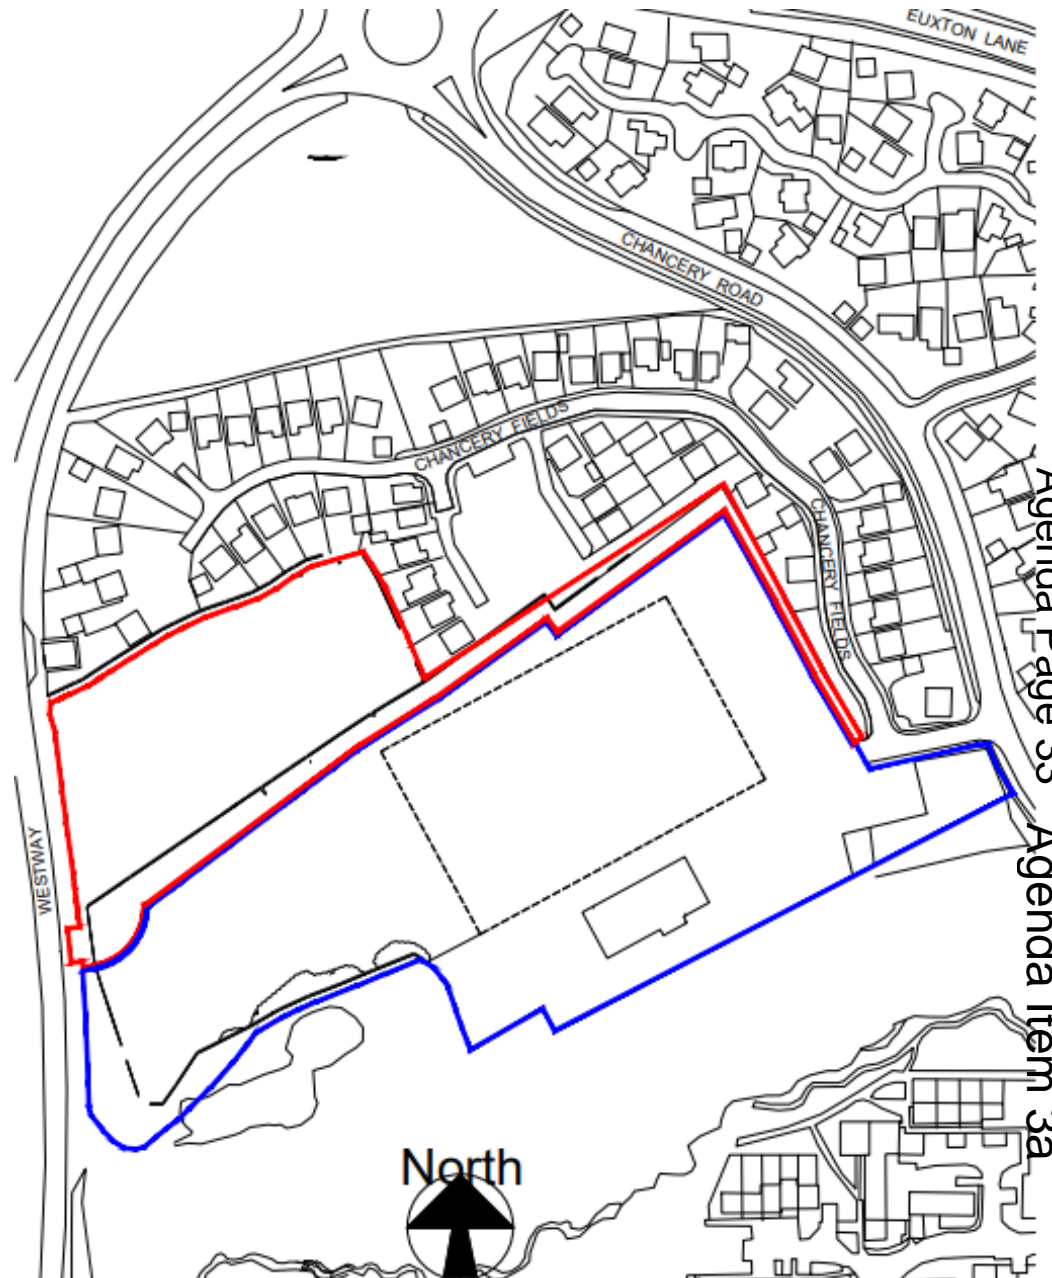 EUXTON LANE
CHANCERY ROAD
CHANCERY FIELDS
CHANCERY FIELDS
WESTWAY
North
Agenda Page 33
Agenda Item 3a